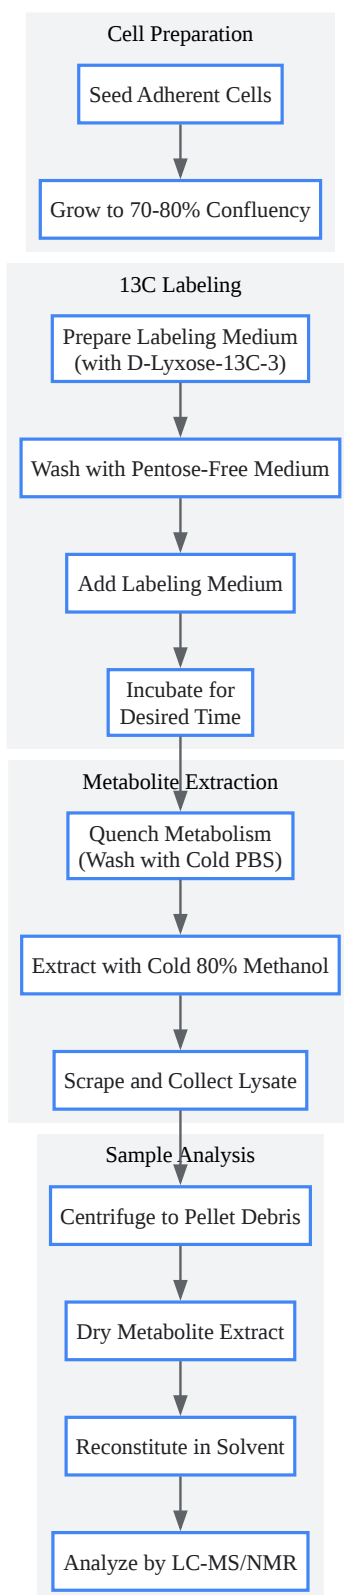 Cell Preparation
Seed Adherent Cells
Grow to 70-80% Confluency
13C Labeling
Prepare Labeling Medium
(with D-Lyxose-13C-3)
Wash with Pentose-Free Medium
Add Labeling Medium
Incubate for
Desired Time
Metabolite Extraction
Quench Metabolism
(Wash with Cold PBS)
Extract with Cold 80% Methanol
Scrape and Collect Lysate
Sample Analysis
Centrifuge to Pellet Debris
Dry Metabolite Extract
Reconstitute in Solvent
Analyze by LC-MS/NMR